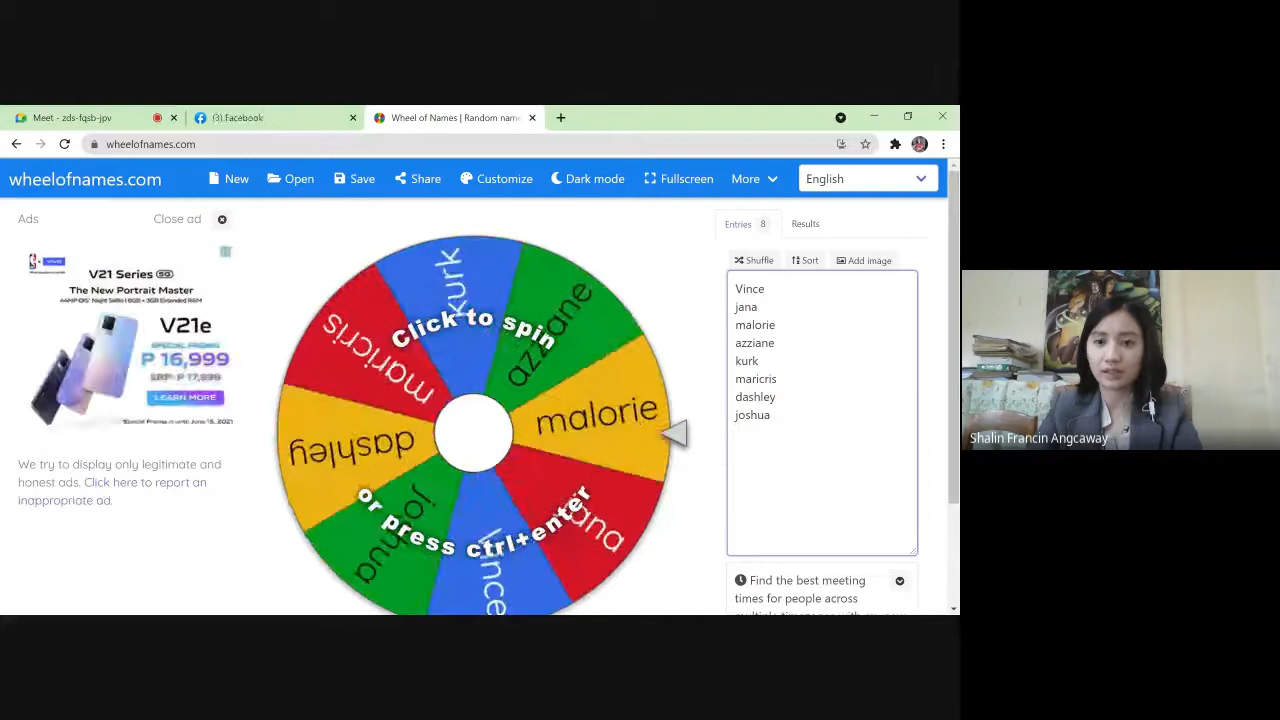 Meet - zds-fqsb-jpv
(3) Facebook
Wheel of Names | Random name
wheelofnames.com
wheelofnames.com
New
Open
Save
Share
Customize
Dark mode
Fullscreen
More
English
Ads
Close ad
V21 Series 5G
The New Portrait Master
V21e
P 16,999
LEARN MORE
We try to display only legitimate and
honest ads. Click here to report an
inappropriate ad.
kurk
azziane
malorie
jana
Vince
joshua
dashley
maricris
Click to spin
or press ctrl+enter
Entries 8
Results
Shuffle
Sort
Add image
Vince
jana
malorie
azziane
kurk
maricris
dashley
joshua
Find the best meeting
times for people across
Shalin Francin Angcaway